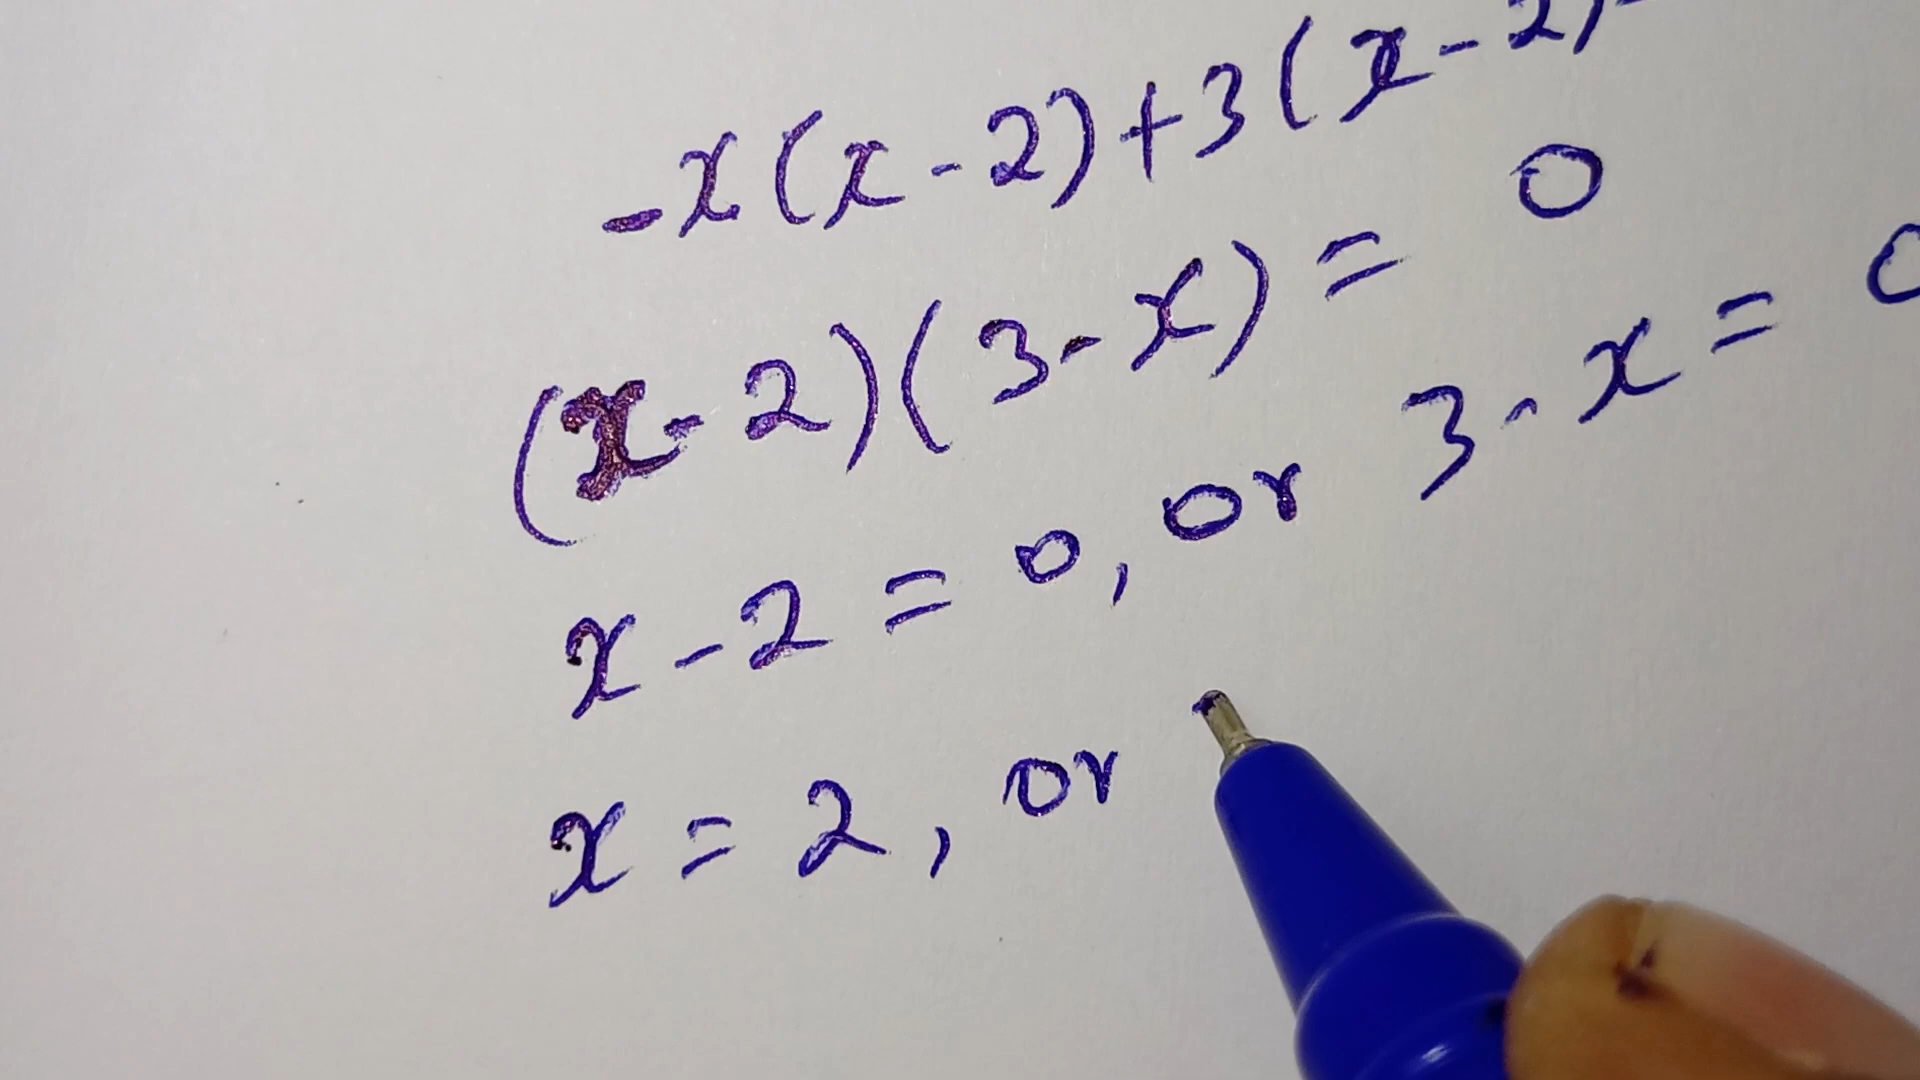 -x(x-2)+3(x-2)
(x-2)(3-x)=0
x-2=0, or 3-x=0
x=2, or